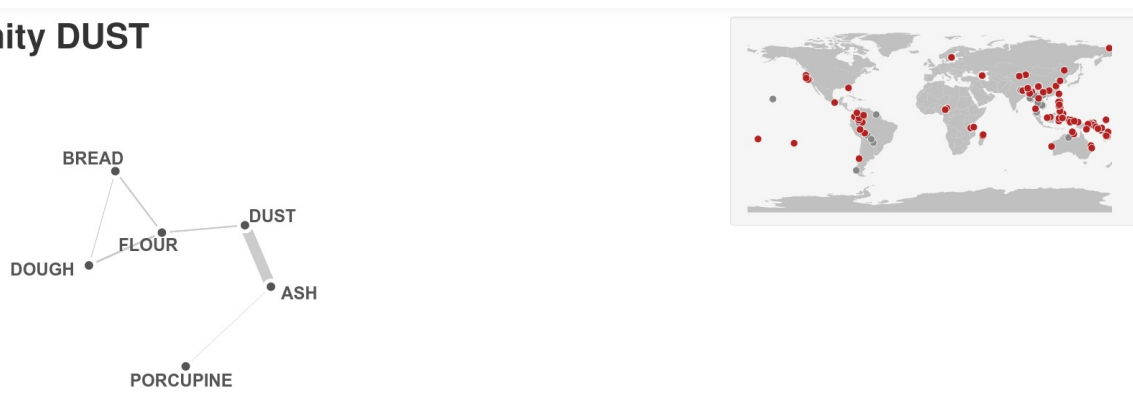 nity DUST
BREAD
DUST
FLOUR
DOUGH
ASH
PORCUPINE